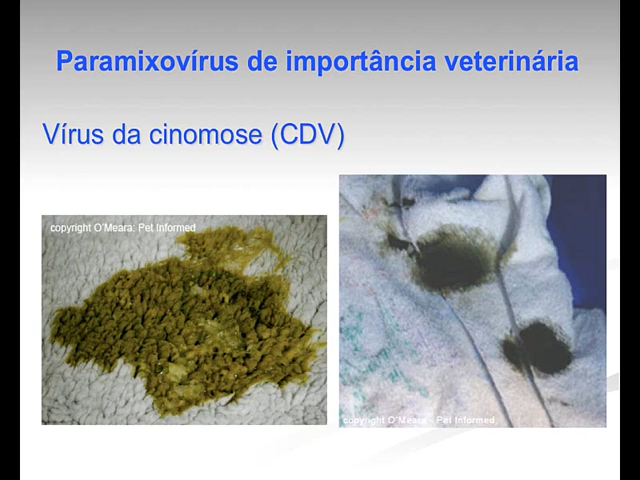 Paramixovírus de importância veterinária
Vírus da cinomose (CDV)
copyright O'Meara: Pet Informed
copyright O'Meara - Pet Informed